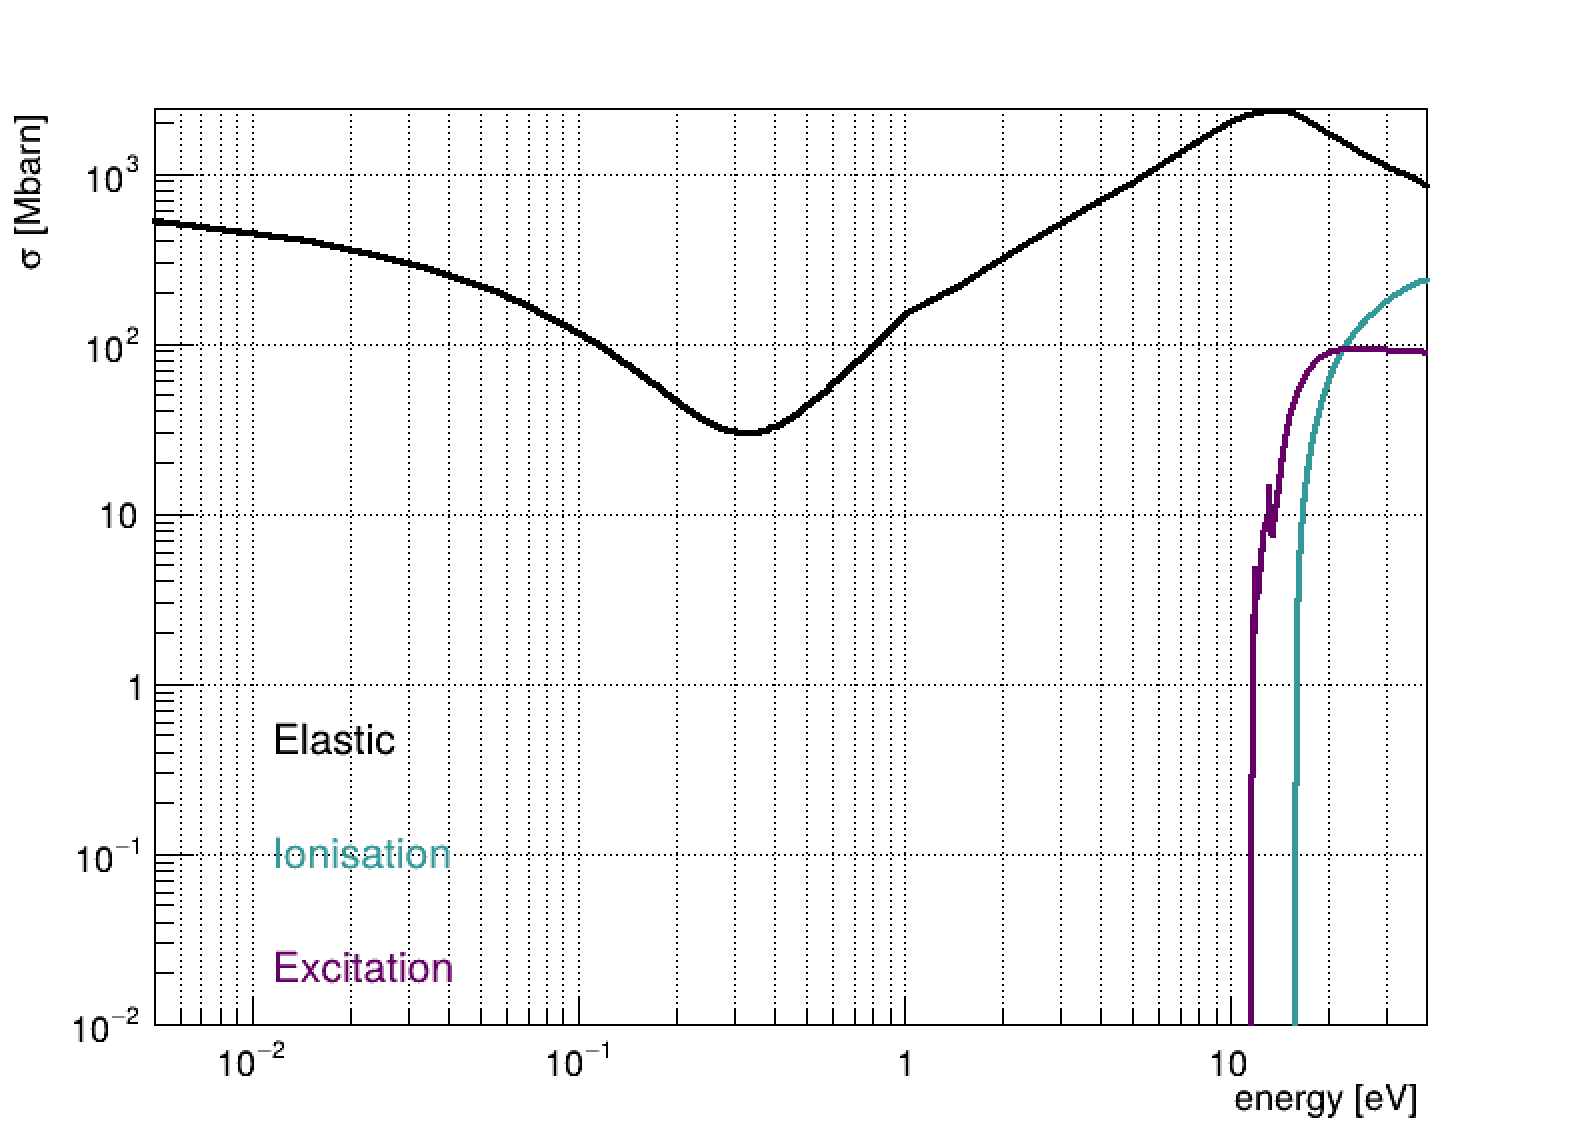 σ [Mbarn]
10³
10²
10
1
10⁻¹
10⁻²
Elastic
Ionisation
Excitation
10⁻²
10⁻¹
1
10
energy [eV]